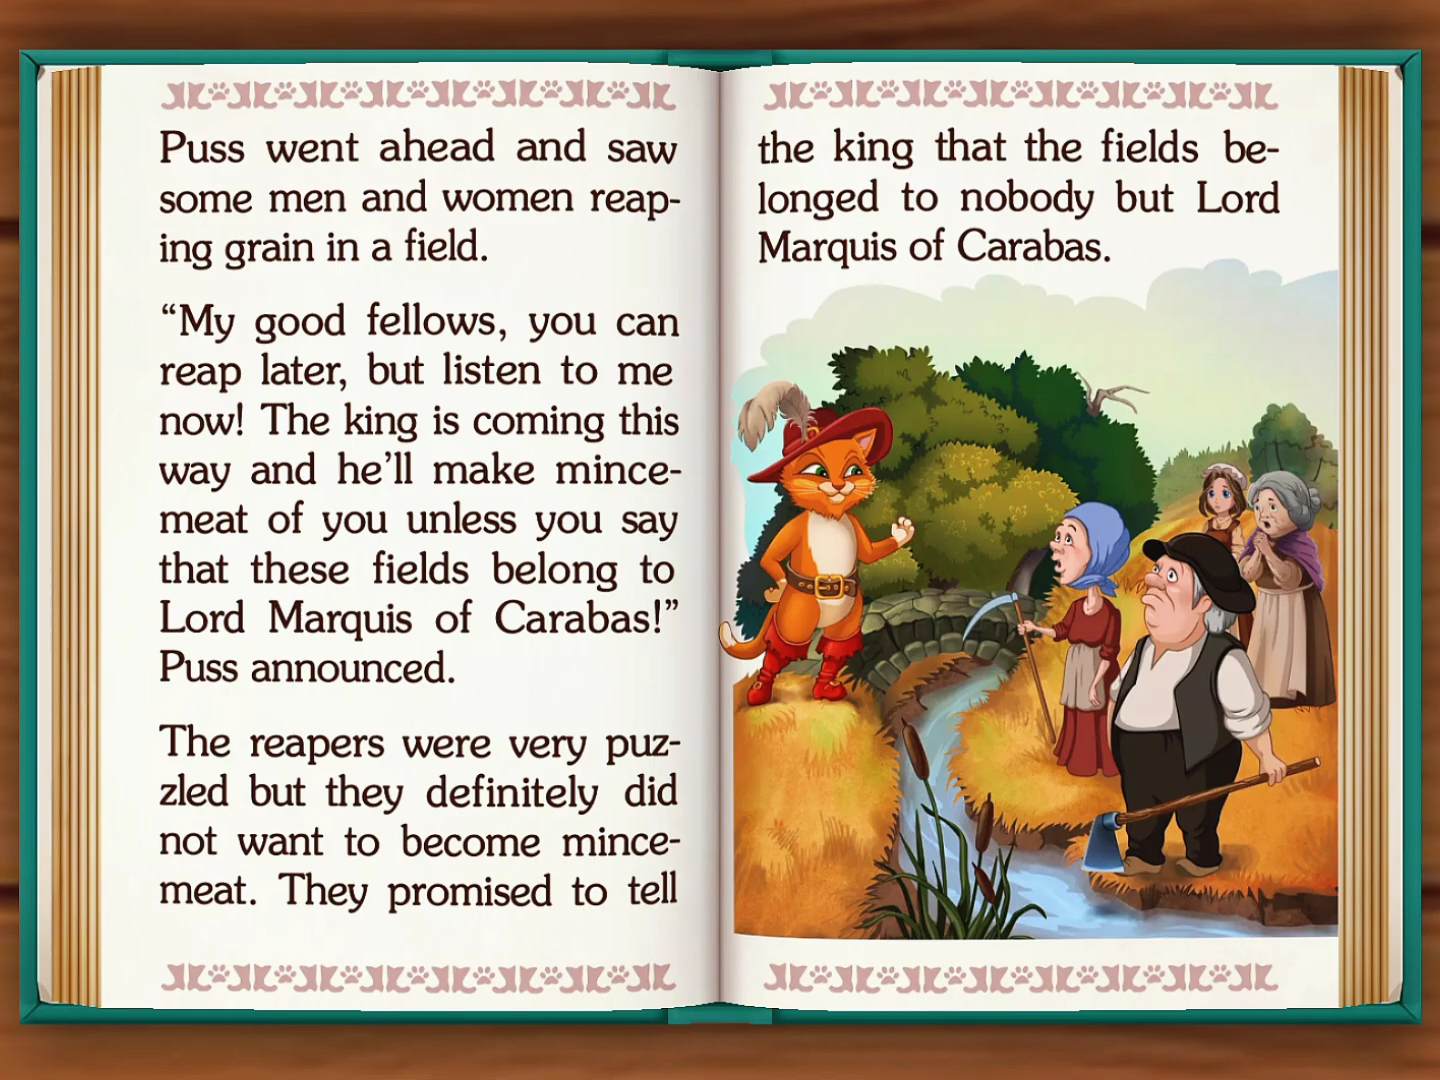 Puss went ahead and saw
some men and women reap-
ing grain in a field.
“My good fellows, you can
reap later, but listen to me
now! The king is coming this
way and he’ll make mince-
meat of you unless you say
that these fields belong to
Lord Marquis of Carabas!”
Puss announced.
The reapers were very puz-
zled but they definitely did
not want to become mince-
meat. They promised to tell
the king that the fields be-
longed to nobody but Lord
Marquis of Carabas.